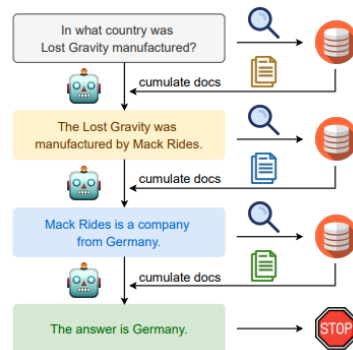 In what country was
Lost Gravity manufactured?
cumulate docs
The Lost Gravity was
manufactured by Mack Rides.
cumulate docs
Mack Rides is a company
from Germany.
cumulate docs
The answer is Germany.
STOP